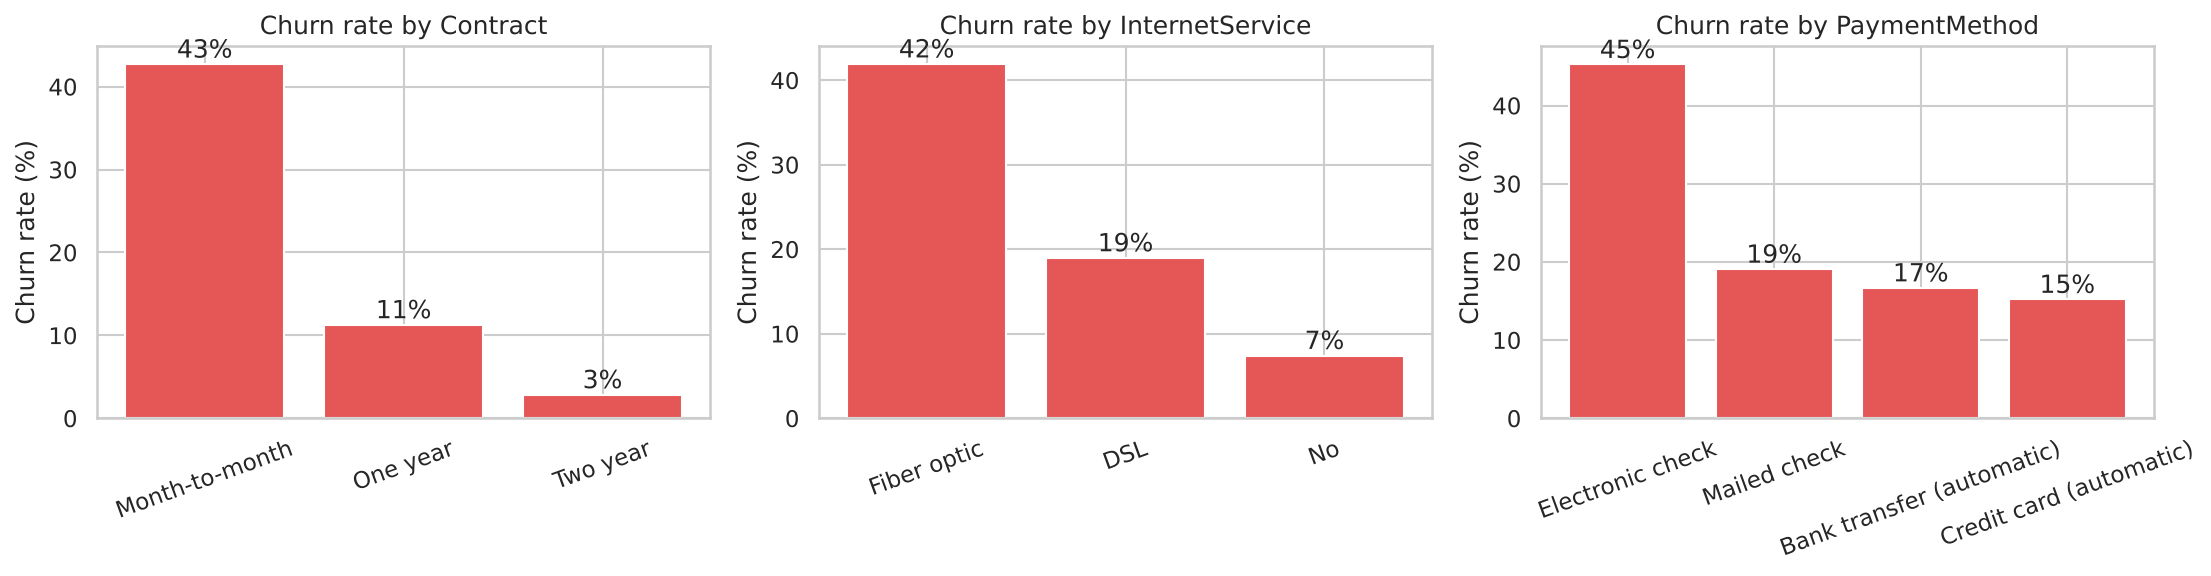 Churn rate by Contract
Churn rate (%)
40
30
20
10
0
43%
11%
3%
Month-to-month
One year
Two year
Churn rate by InternetService
Churn rate (%)
40
30
20
10
0
42%
19%
7%
Fiber optic
DSL
No
Churn rate by PaymentMethod
Churn rate (%)
40
30
20
10
0
45%
19%
17%
15%
Electronic check
Mailed check
Bank transfer (automatic)
Credit card (automatic)